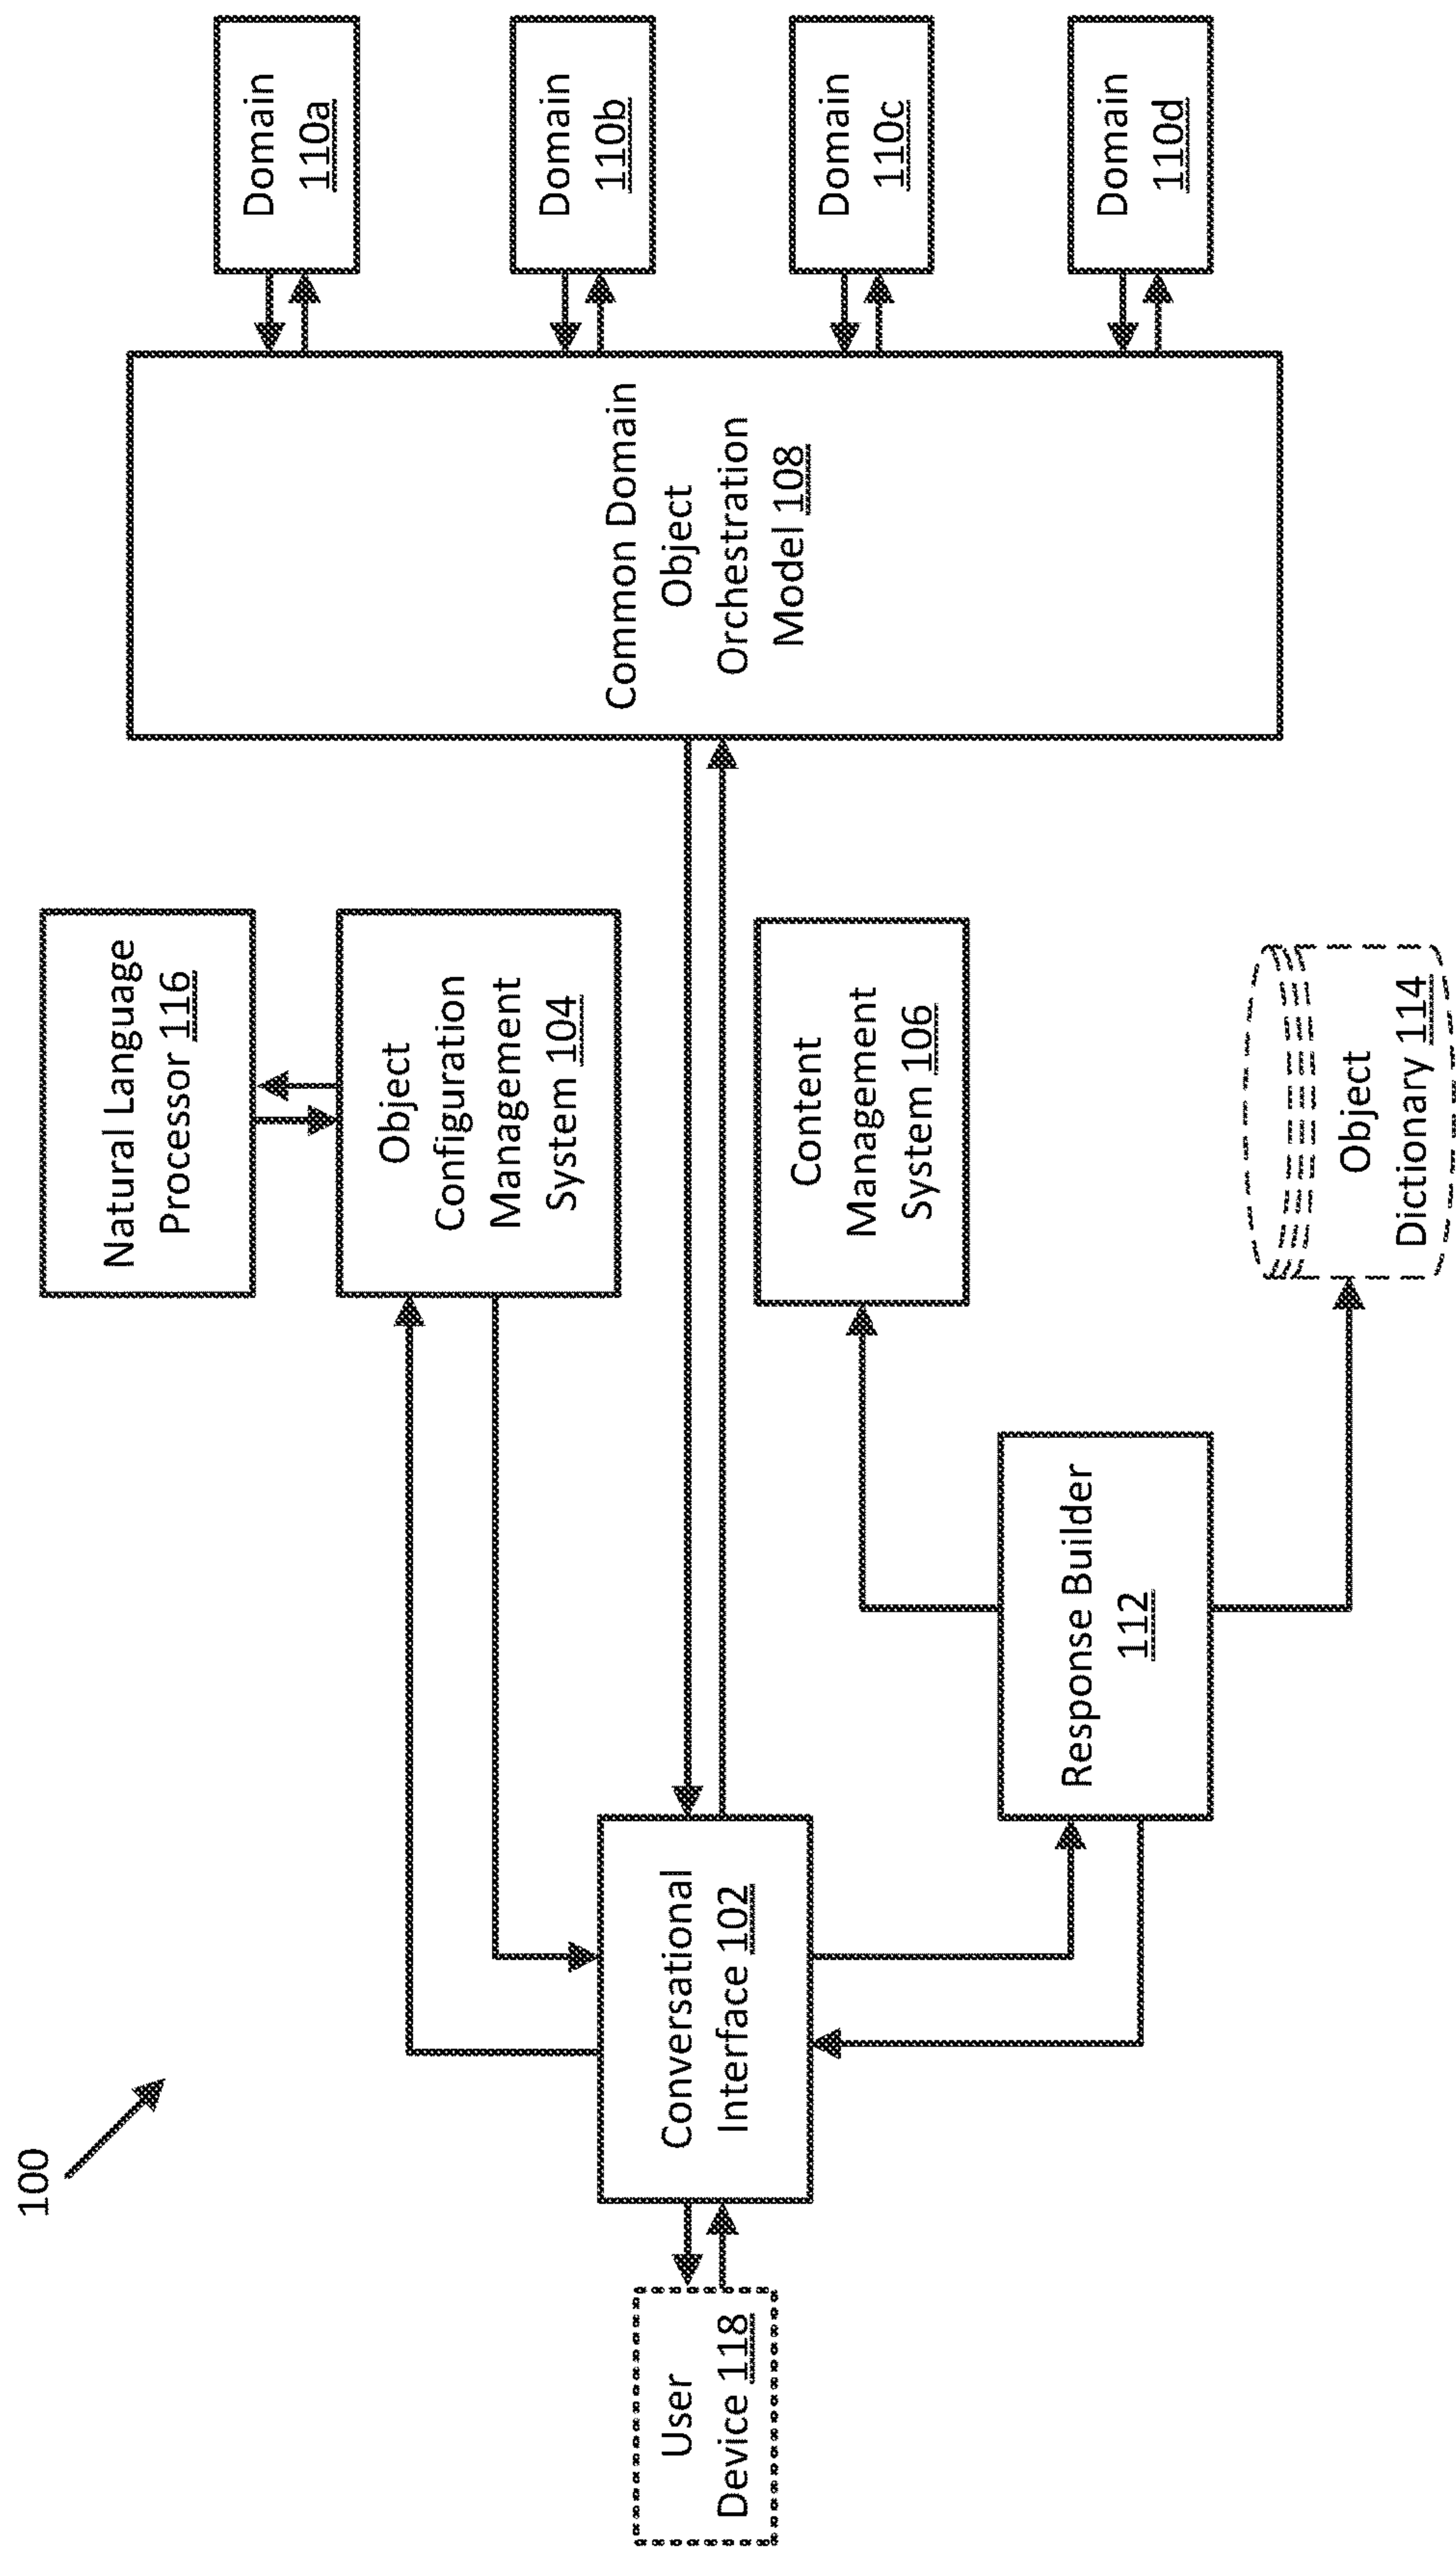 100
User
Device 118
Conversational
Interface 102
Natural Language
Processor 116
Object
Configuration
Management
System 104
Content
Management
System 106
Response Builder
112
Object
Dictionary 114
Common Domain
Object
Orchestration
Model 108
Domain
110a
Domain
110b
Domain
110c
Domain
110d